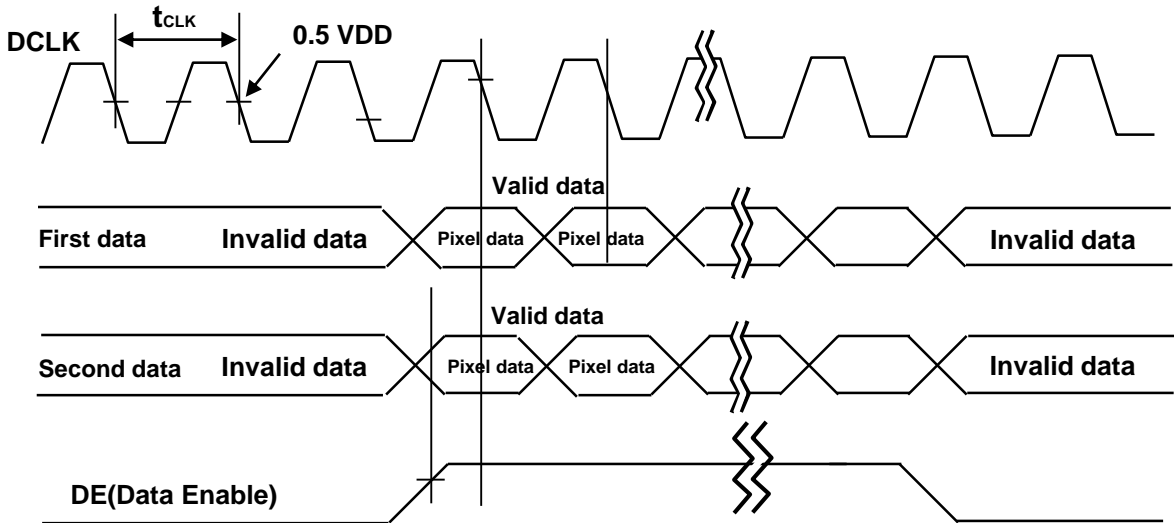 tCLK
DCLK
0.5 VDD
Valid data
First data Invalid data Pixel data Pixel data Invalid data
Valid data
Second data Invalid data Pixel data Pixel data Invalid data
DE(Data Enable)